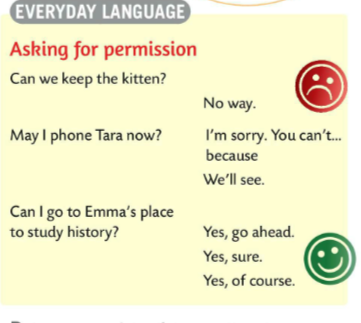 EVERYDAY LANGUAGE
Asking for permission
Can we keep the kitten?
No way.
May I phone Tara now?
I'm sorry. You can't...
because
We'll see.
Can I go to Emma's place
to study history?
Yes, go ahead.
Yes, sure.
Yes, of course.